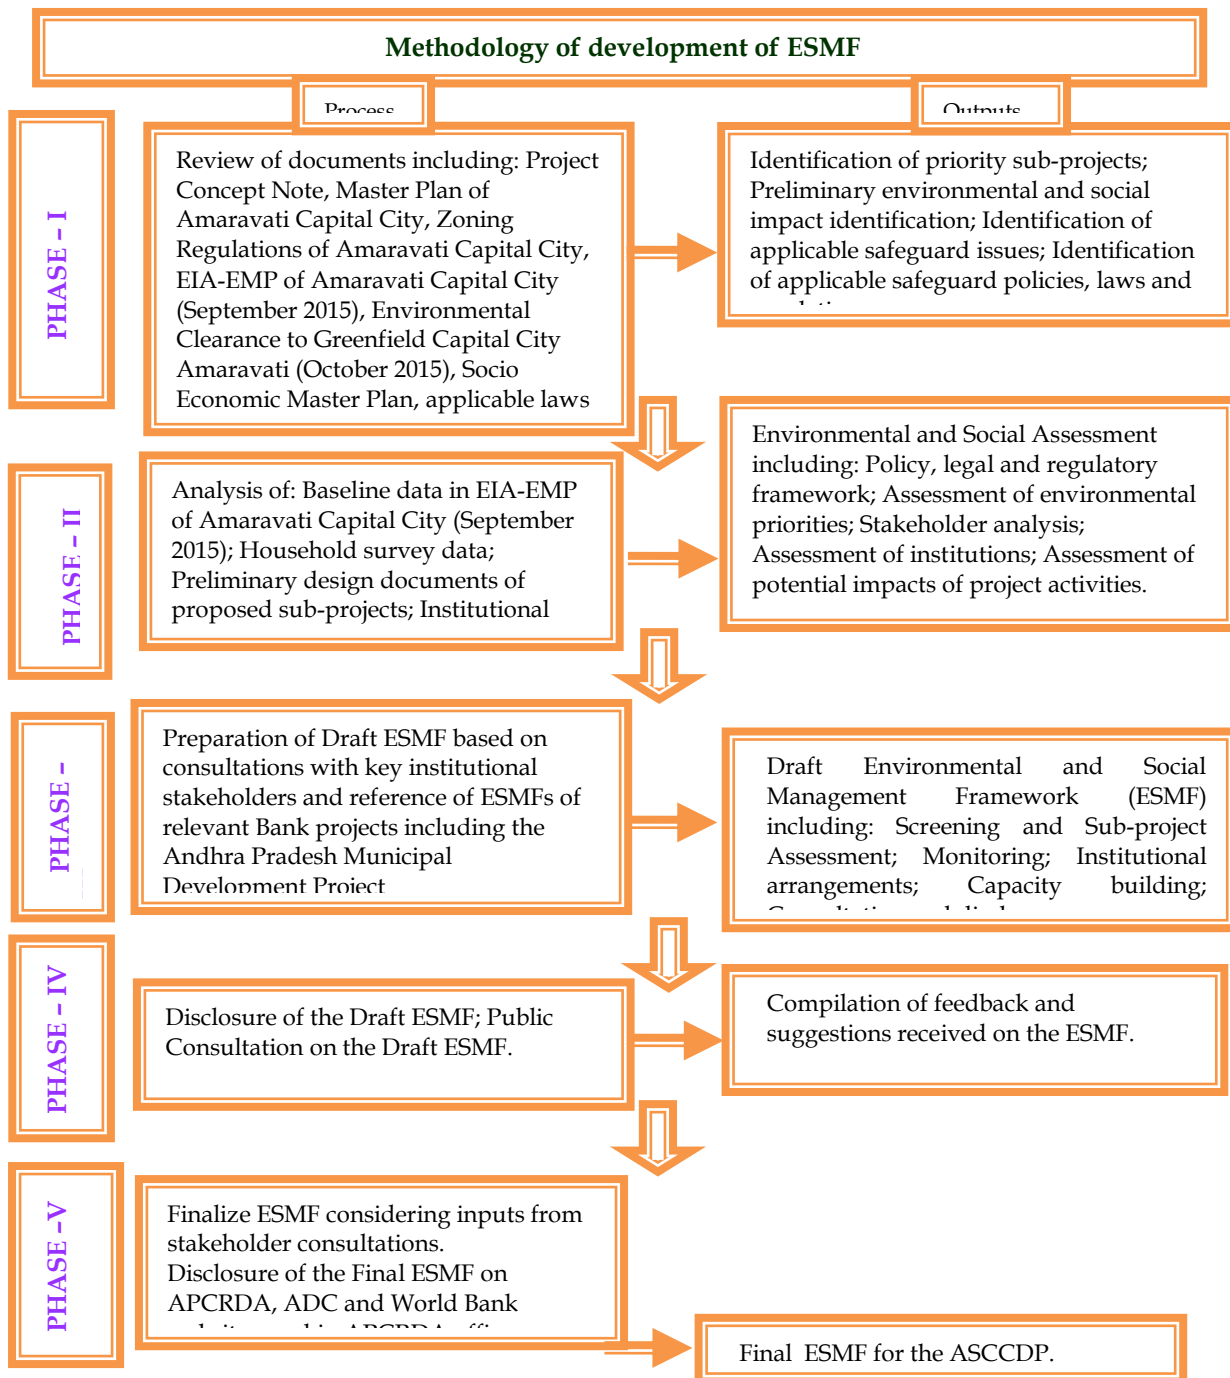 Methodology of development of ESMF
Process
Outputs
PHASE – I
Review of documents including: Project
Concept Note, Master Plan of
Amaravati Capital City, Zoning
Regulations of Amaravati Capital City,
EIA-EMP of Amaravati Capital City
(September 2015), Environmental
Clearance to Greenfield Capital City
Amaravati (October 2015), Socio
Economic Master Plan, applicable laws
Identification of priority sub-projects;
Preliminary environmental and social
impact identification; Identification of
applicable safeguard issues; Identification
of applicable safeguard policies, laws and
PHASE – II
Analysis of: Baseline data in EIA-EMP
of Amaravati Capital City (September
2015); Household survey data;
Preliminary design documents of
proposed sub-projects; Institutional
Environmental and Social Assessment
including: Policy, legal and regulatory
framework; Assessment of environmental
priorities; Stakeholder analysis;
Assessment of institutions; Assessment of
potential impacts of project activities.
PHASE –
Preparation of Draft ESMF based on
consultations with key institutional
stakeholders and reference of ESMFs of
relevant Bank projects including the
Andhra Pradesh Municipal
Development Project
Draft Environmental and Social
Management Framework (ESMF)
including: Screening and Sub-project
Assessment; Monitoring; Institutional
arrangements; Capacity building;
PHASE – IV
Disclosure of the Draft ESMF; Public
Consultation on the Draft ESMF.
Compilation of feedback and
suggestions received on the ESMF.
PHASE –V
Finalize ESMF considering inputs from
stakeholder consultations.
Disclosure of the Final ESMF on
APCRDA, ADC and World Bank
Final ESMF for the ASCCDP.